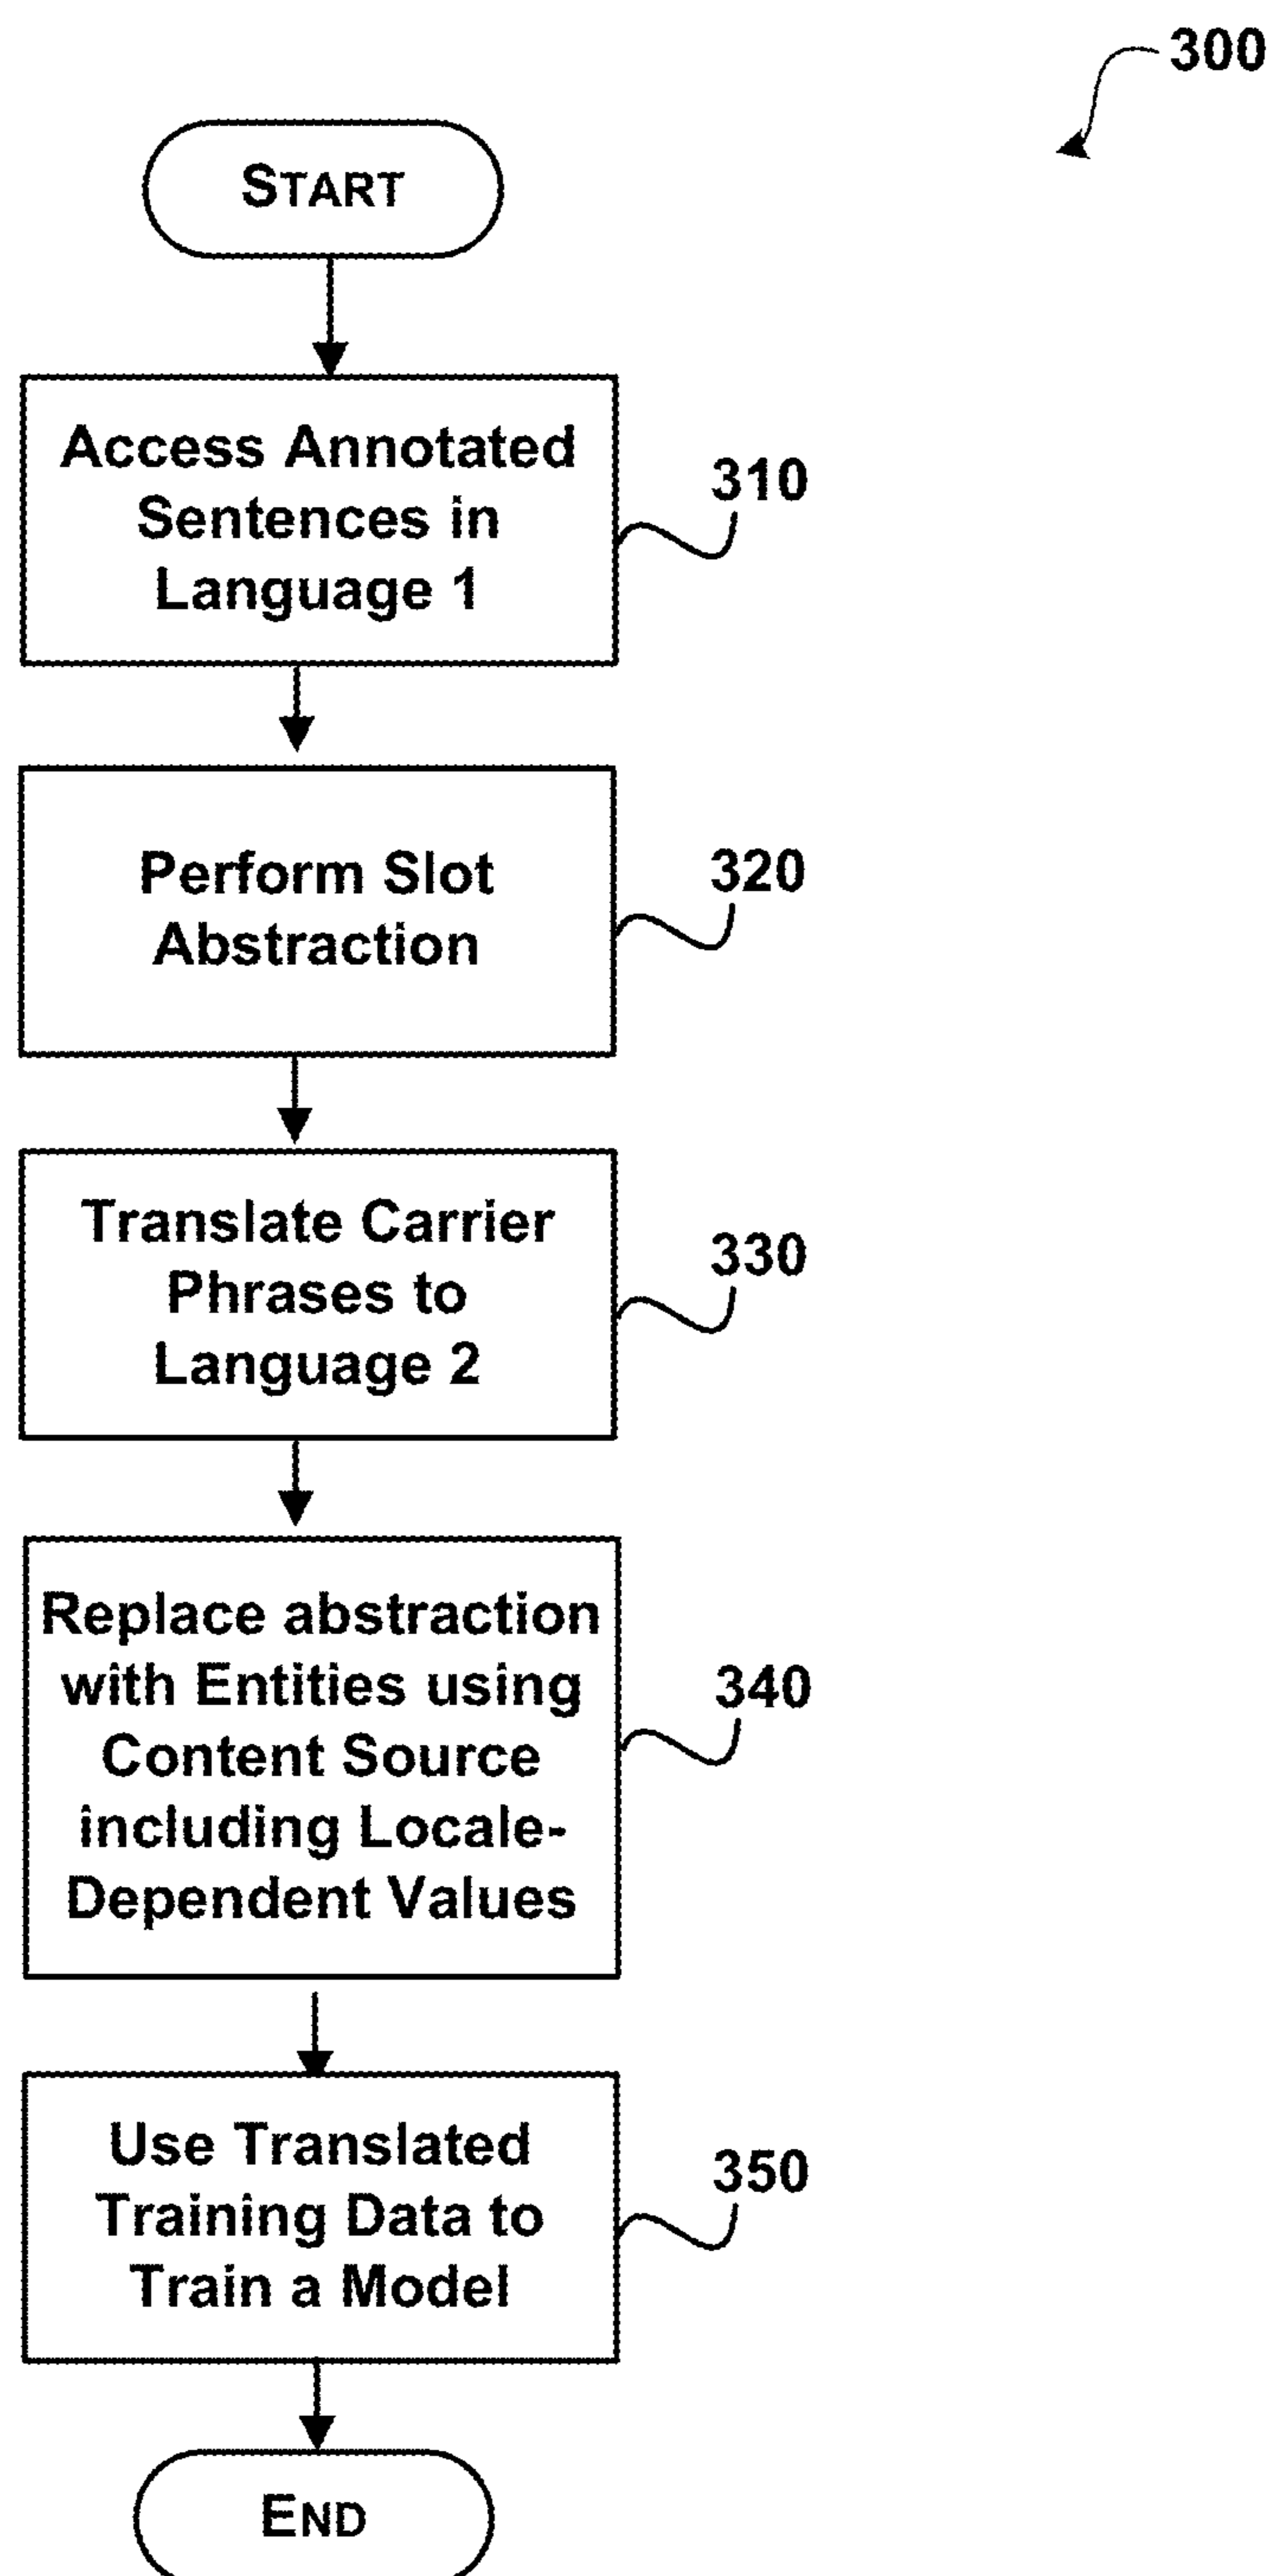 300
START
Access Annotated
Sentences in
Language 1
310
Perform Slot
Abstraction
320
Translate Carrier
Phrases to
Language 2
330
Replace abstraction
with Entities using
Content Source
including Locale-
Dependent Values
340
Use Translated
Training Data to
Train a Model
350
END